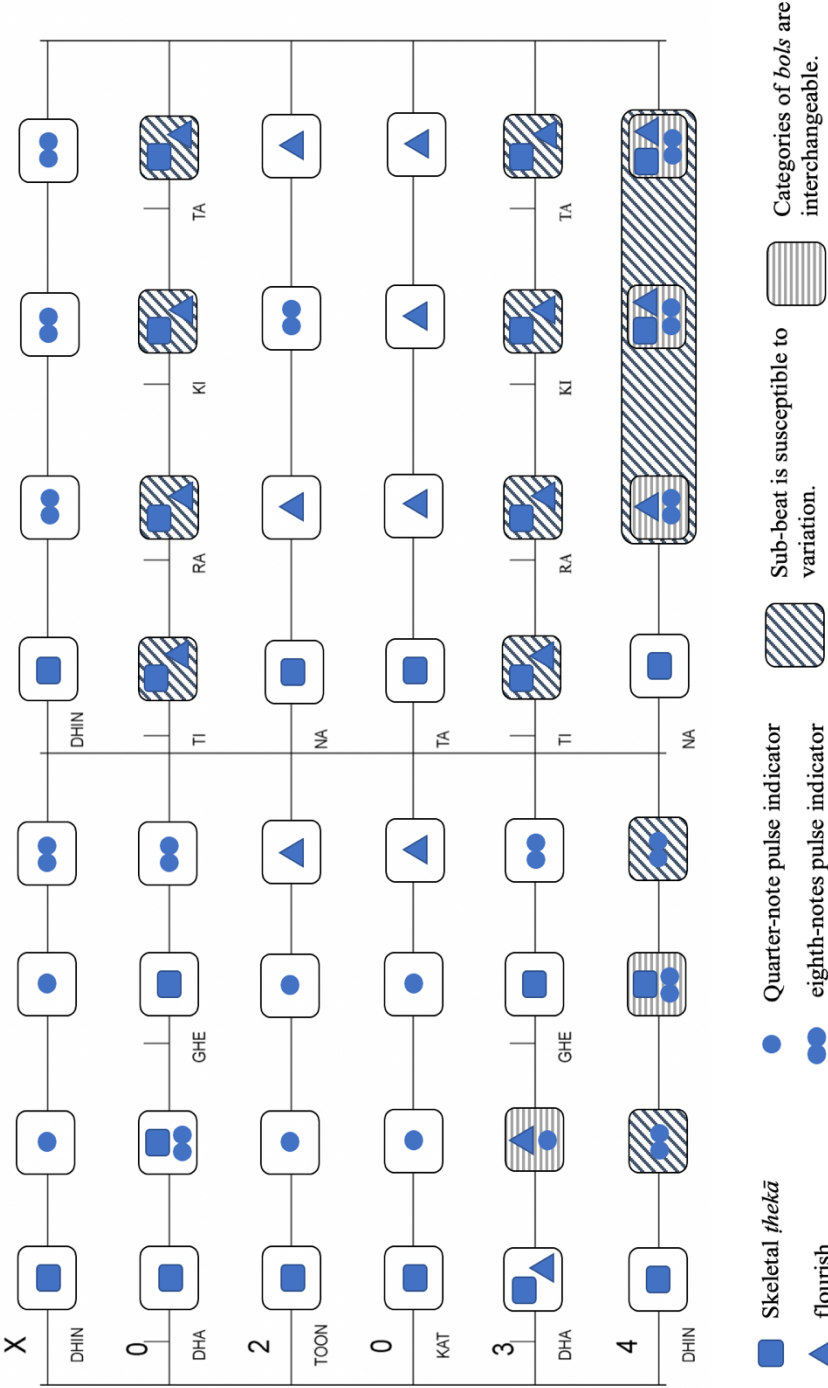 X
DHIN DHIN
0
DHA GHE TI RA KI TA
2
TOON NA
0
KAT TA
3
DHA GHE TI RA KI TA
4
DHIN NA
Skeletal ṭhekā
flourish
Quarter-note pulse indicator
eighth-notes pulse indicator
Sub-beat is susceptible to
variation.
Categories of bols are
interchangeable.